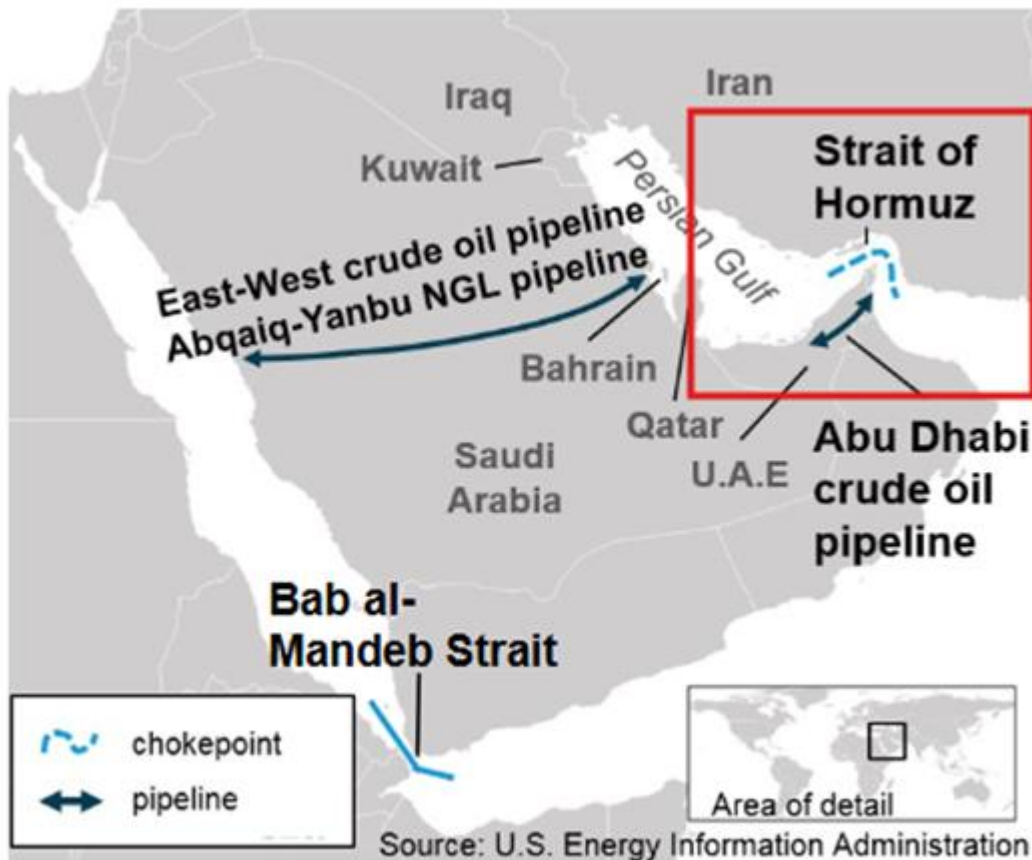 Iraq
Iran
Kuwait
Persian Gulf
Strait of
Hormuz
East-West crude oil pipeline
Abqaiq-Yanbu NGL pipeline
Bahrain
Qatar
U.A.E
Saudi
Arabia
Abu Dhabi
crude oil
pipeline
Bab al-
Mandeb Strait
chokepoint
pipeline
Area of detail
Source: U.S. Energy Information Administration